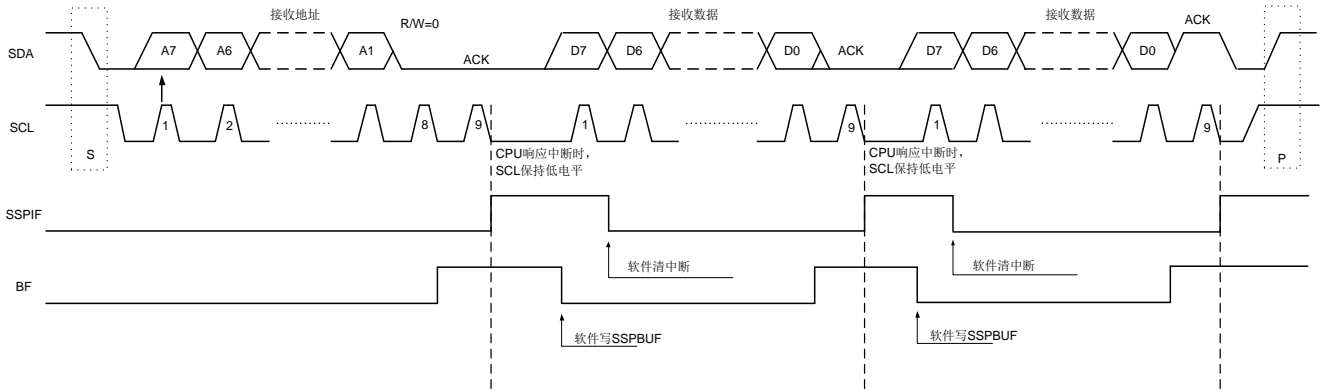 接收地址
R/W=0
接收数据
接收数据
ACK
SDA
A7
A6
A1
ACK
D7
D6
D0
ACK
D7
D6
D0
SCL
1
2
8
9
1
9
1
9
S
CPU响应中断时，
SCL保持低电平
CPU响应中断时，
SCL保持低电平
P
SSPIF
软件清中断
软件清中断
BF
软件写SSPBUF
软件写SSPBUF